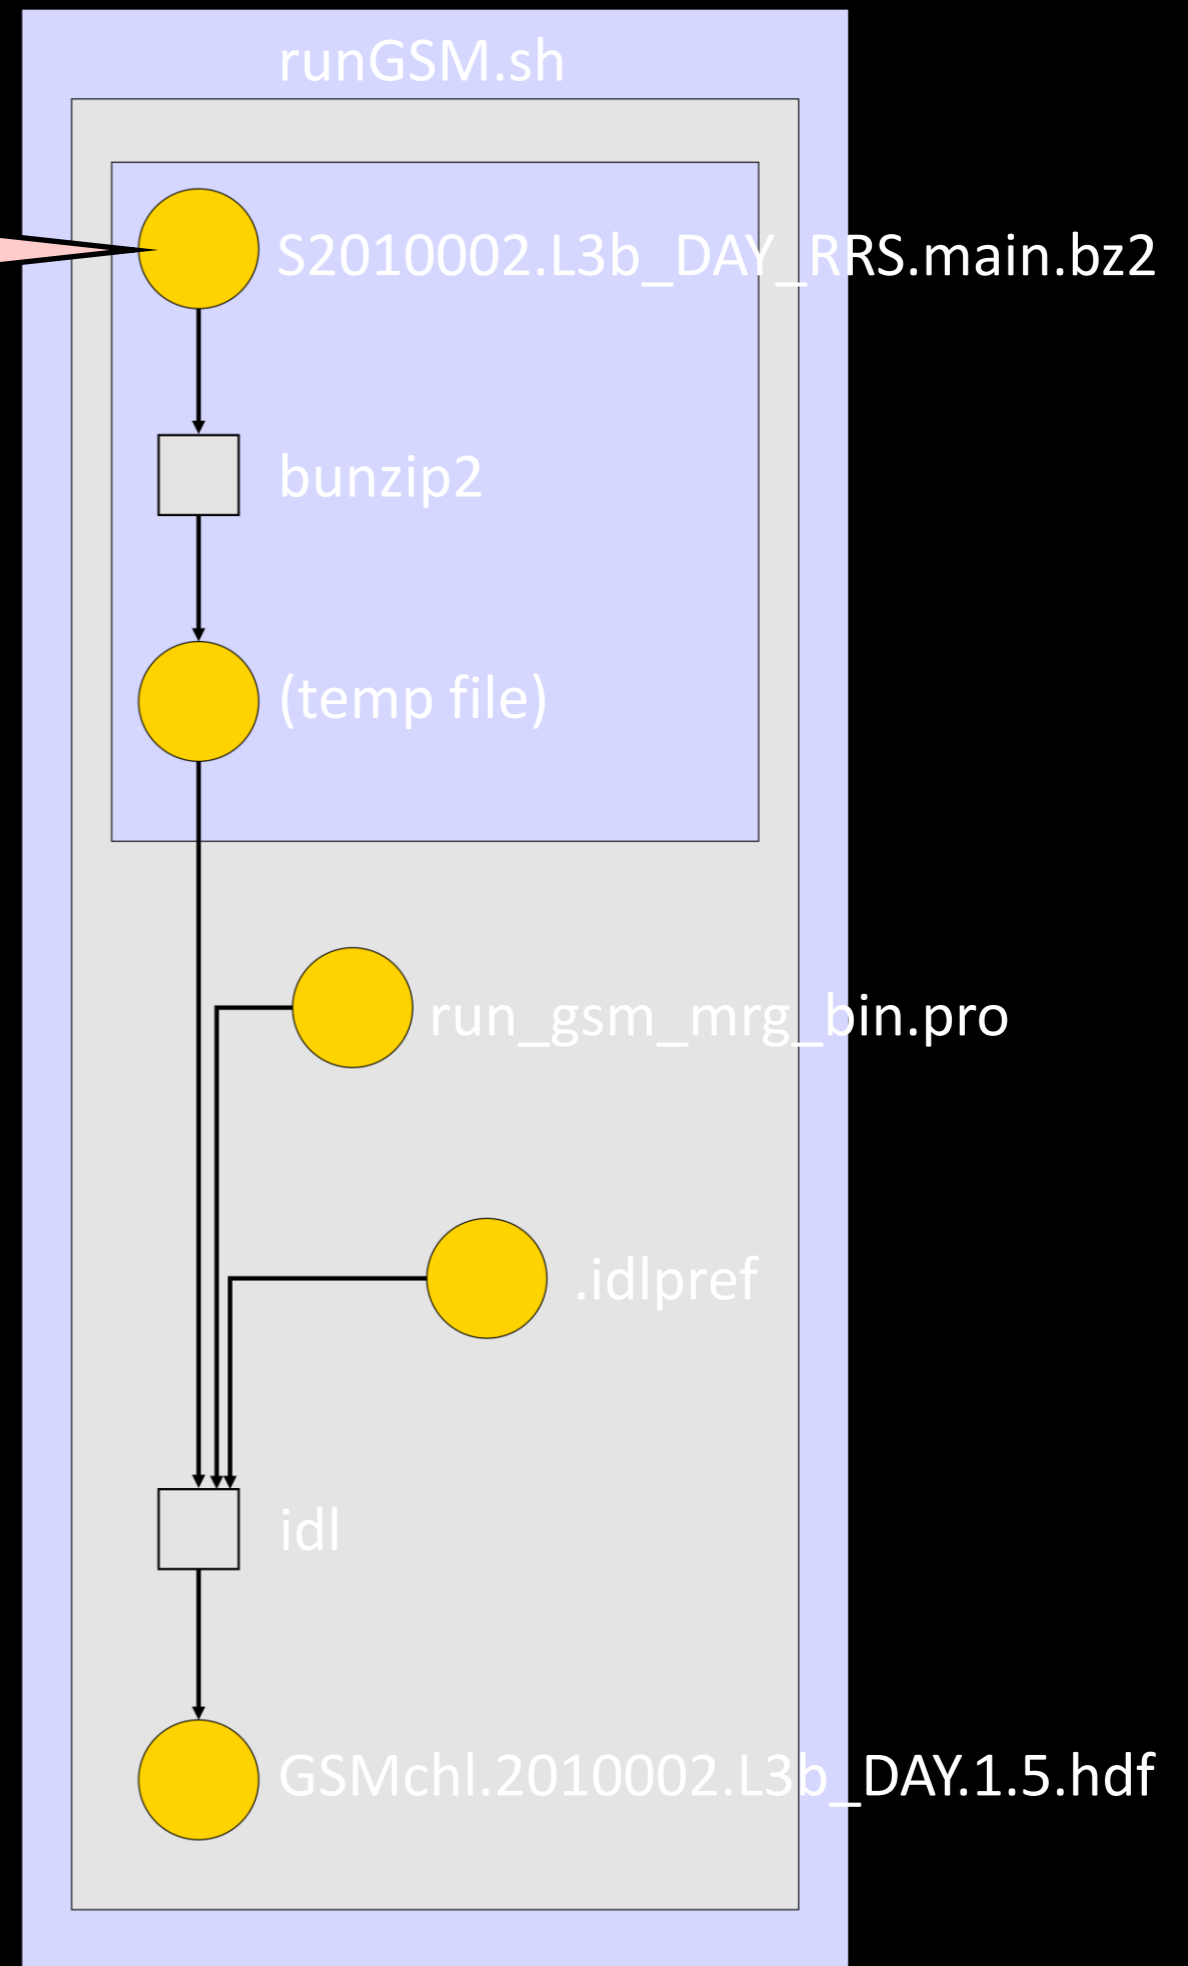 runGSM.sh
S2010002.L3b_DAY_RRS.main.bz2
bunzip2
(temp file)
run_gsm_mrg_bin.pro
.idlpref
idl
GSMchl.2010002.L3b_DAY.1.5.hdf